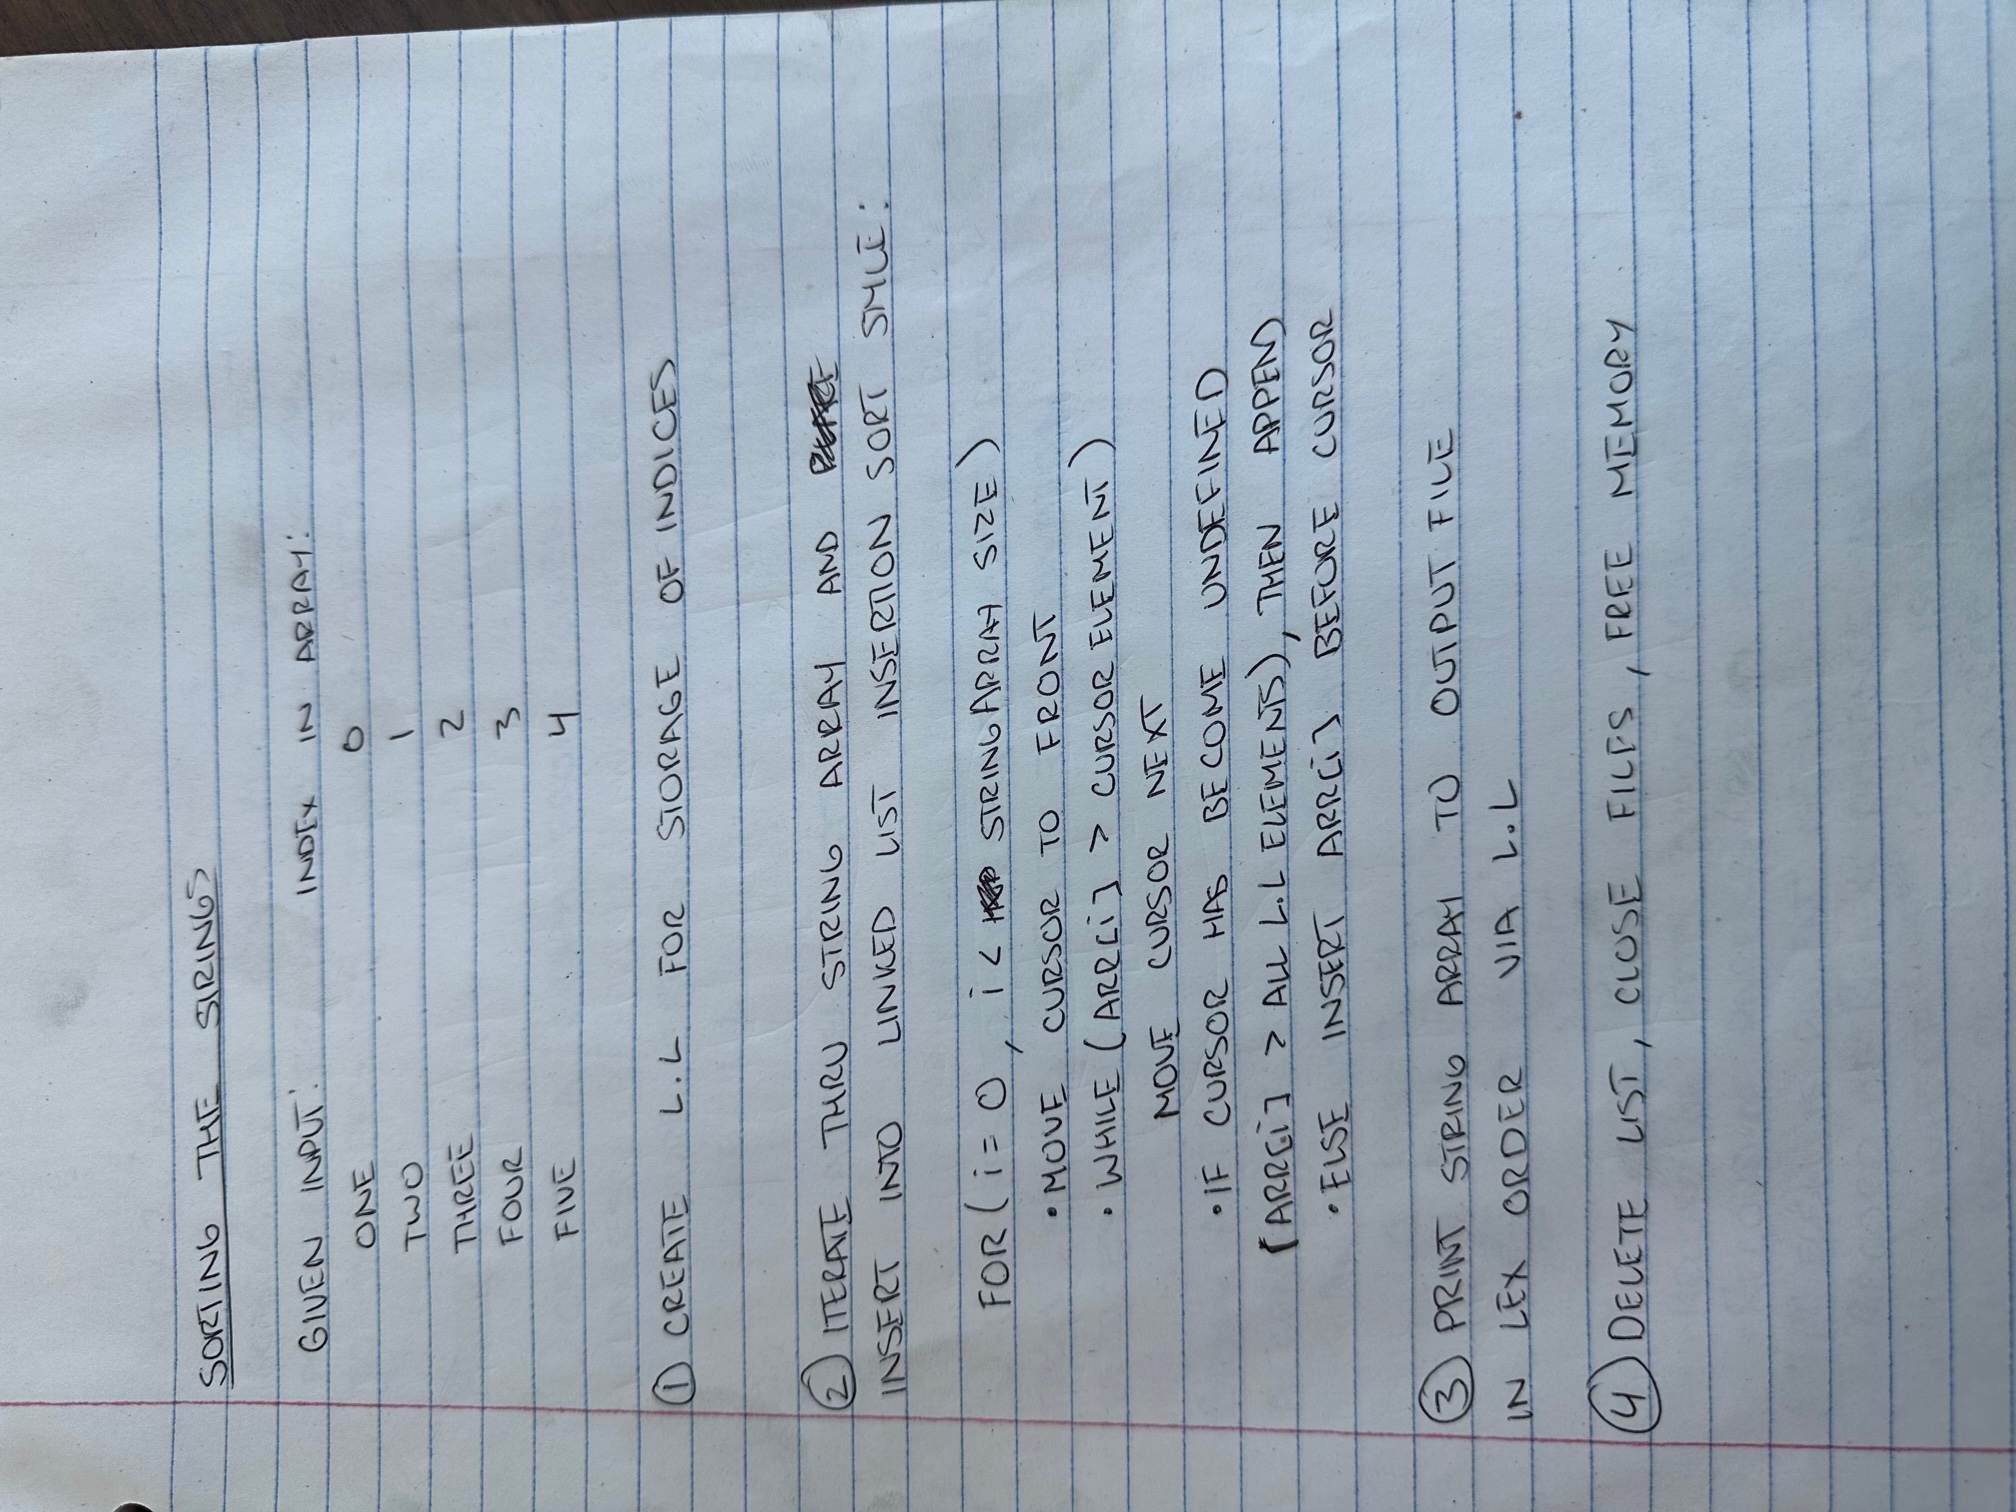 SORTING THE STRINGS
GIVEN INPUT: INDEX IN ARRAY:
ONE 0
TWO 1
THREE 2
FOUR 3
FIVE 4
① CREATE L.L FOR STORAGE OF INDICES
② ITERATE THRU STRING ARRAY AND
INSERT INTO LINKED LIST INSERTION SORT STYLE:
FOR (i = 0, i < STRING ARRAY SIZE)
• MOVE CURSOR TO FRONT
• WHILE (ARR[i] > CURSOR ELEMENT)
MOVE CURSOR NEXT
• IF CURSOR HAS BECOME UNDEFINED
(ARR[i] > ALL L.L ELEMENTS), THEN APPEND
• ELSE INSERT ARR[i] BEFORE CURSOR
③ PRINT STRING ARRAY TO OUTPUT FILE
IN LEX ORDER VIA L.L
④ DELETE LIST, CLOSE FILES, FREE MEMORY